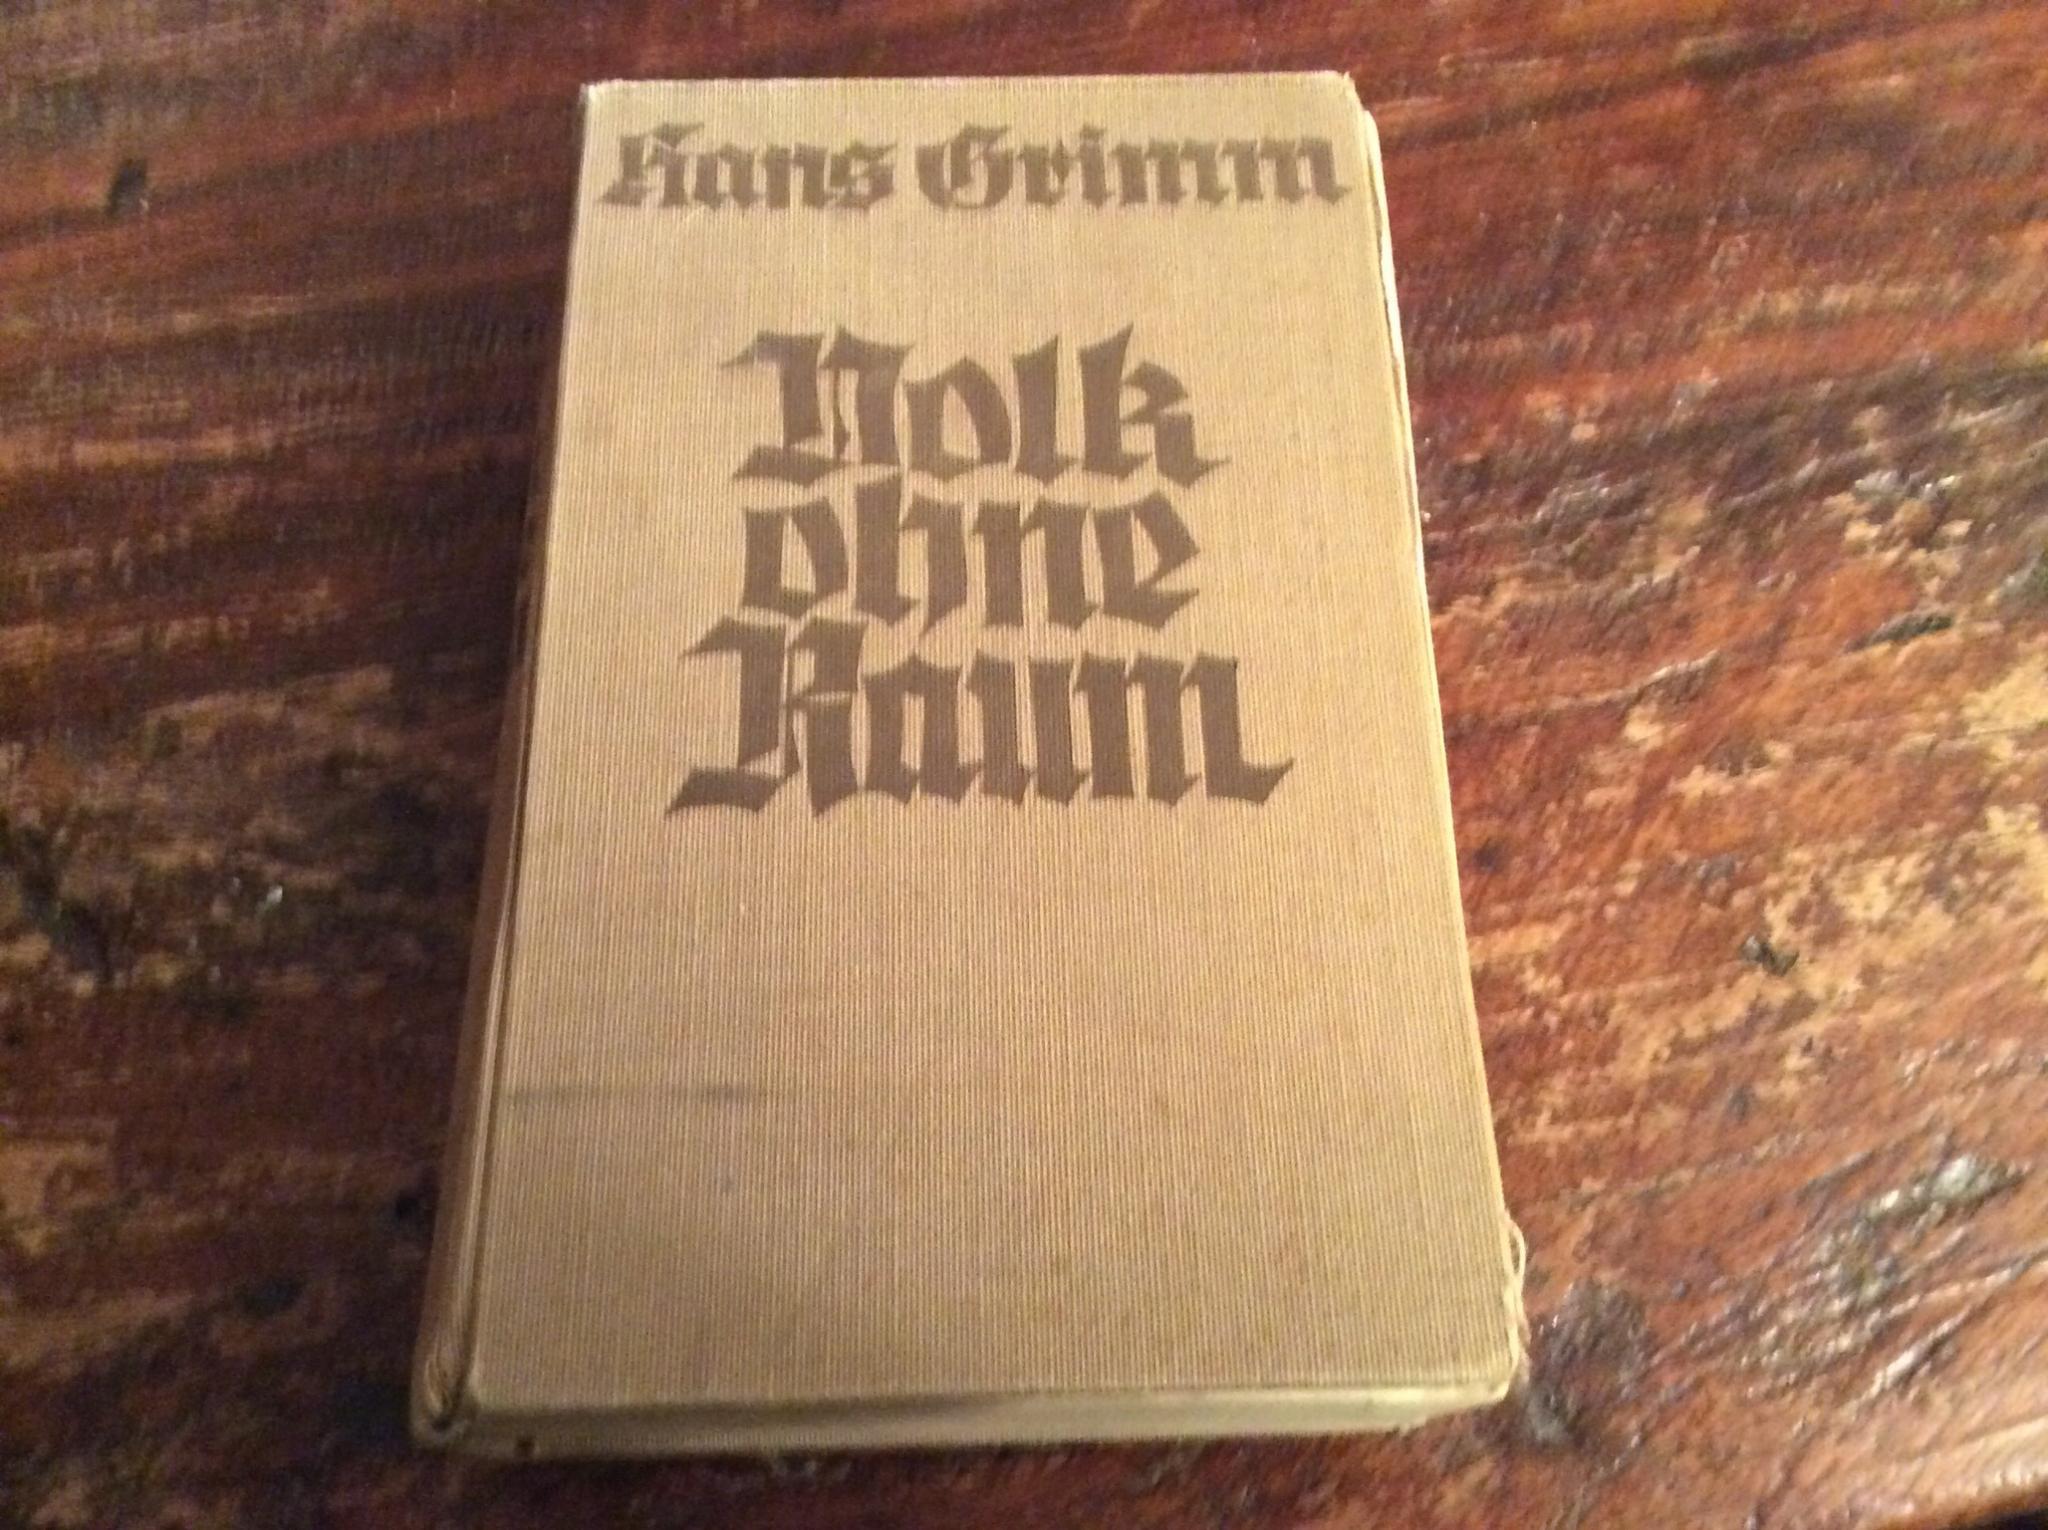 Hans Grimm
Volk
ohne
Raum